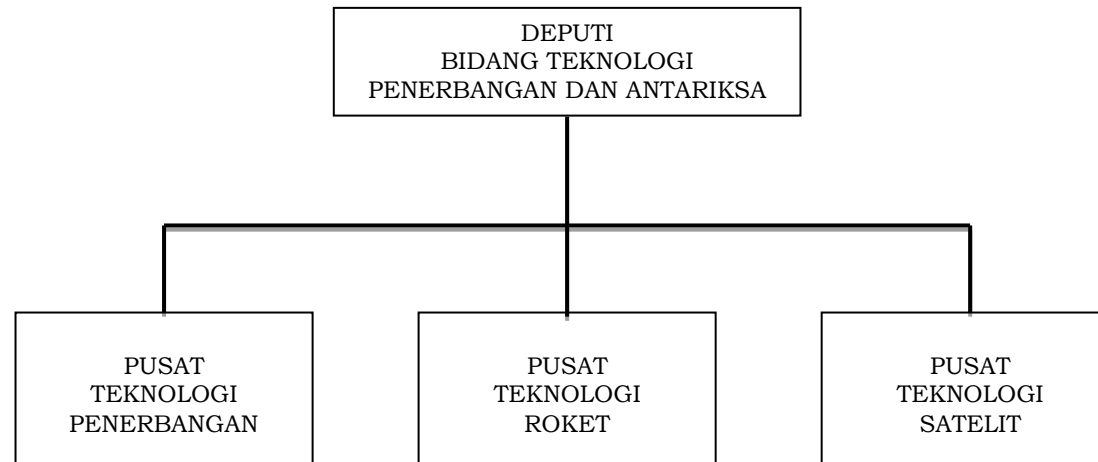 DEPUTI
BIDANG TEKNOLOGI
PENERBANGAN DAN ANTARIKSA
PUSAT
TEKNOLOGI
PENERBANGAN
PUSAT
TEKNOLOGI
ROKET
PUSAT
TEKNOLOGI
SATELIT